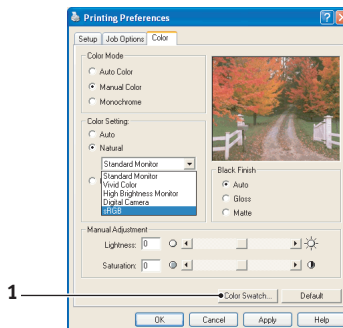 Printing Preferences
Setup Job Options Color
Color Mode
Auto Color
Manual Color
Monochrome
Color Setting:
Auto
Natural
Standard Monitor
Standard Monitor
Vivid Color
High Brightness Monitor
Digital Camera
sRGB
Black Finish
Auto
Gloss
Matte
Manual Adjustment
Lightness: 0
Saturation: 0
1
Color Swatch... Default
OK Cancel Apply Help